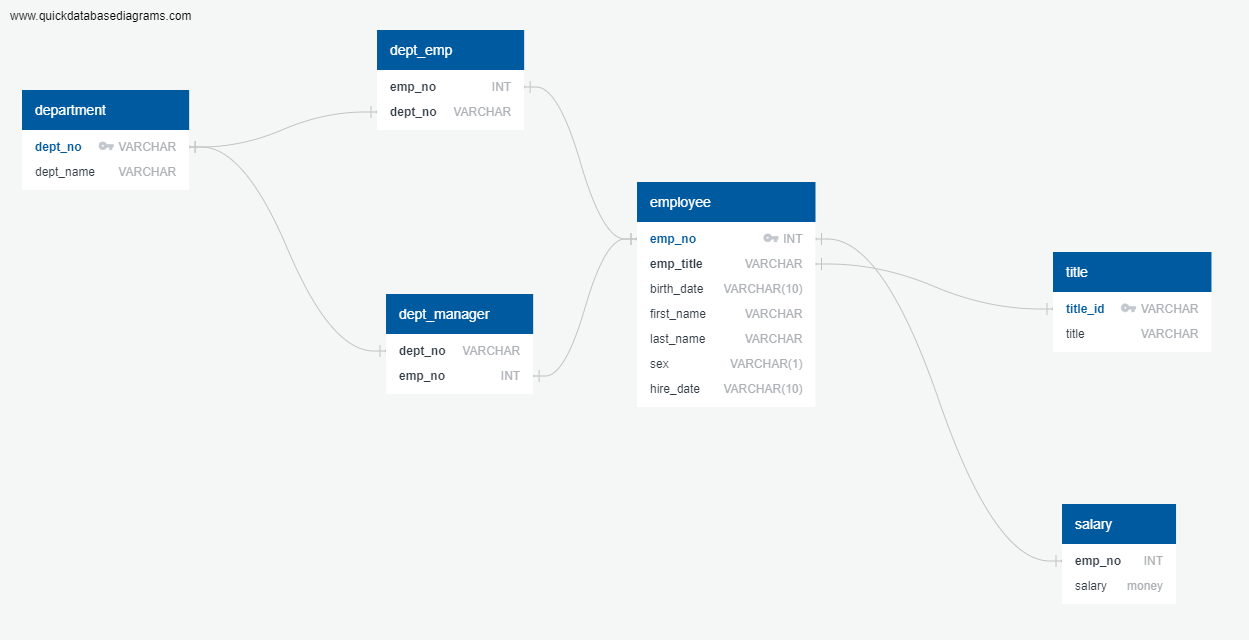 www.quickdatabasediagrams.com
department
dept_no VARCHAR
dept_name VARCHAR
dept_emp
emp_no INT
dept_no VARCHAR
dept_manager
dept_no VARCHAR
emp_no INT
employee
emp_no INT
emp_title VARCHAR
birth_date VARCHAR(10)
first_name VARCHAR
last_name VARCHAR
sex VARCHAR(1)
hire_date VARCHAR(10)
title
title_id VARCHAR
title VARCHAR
salary
emp_no INT
salary money